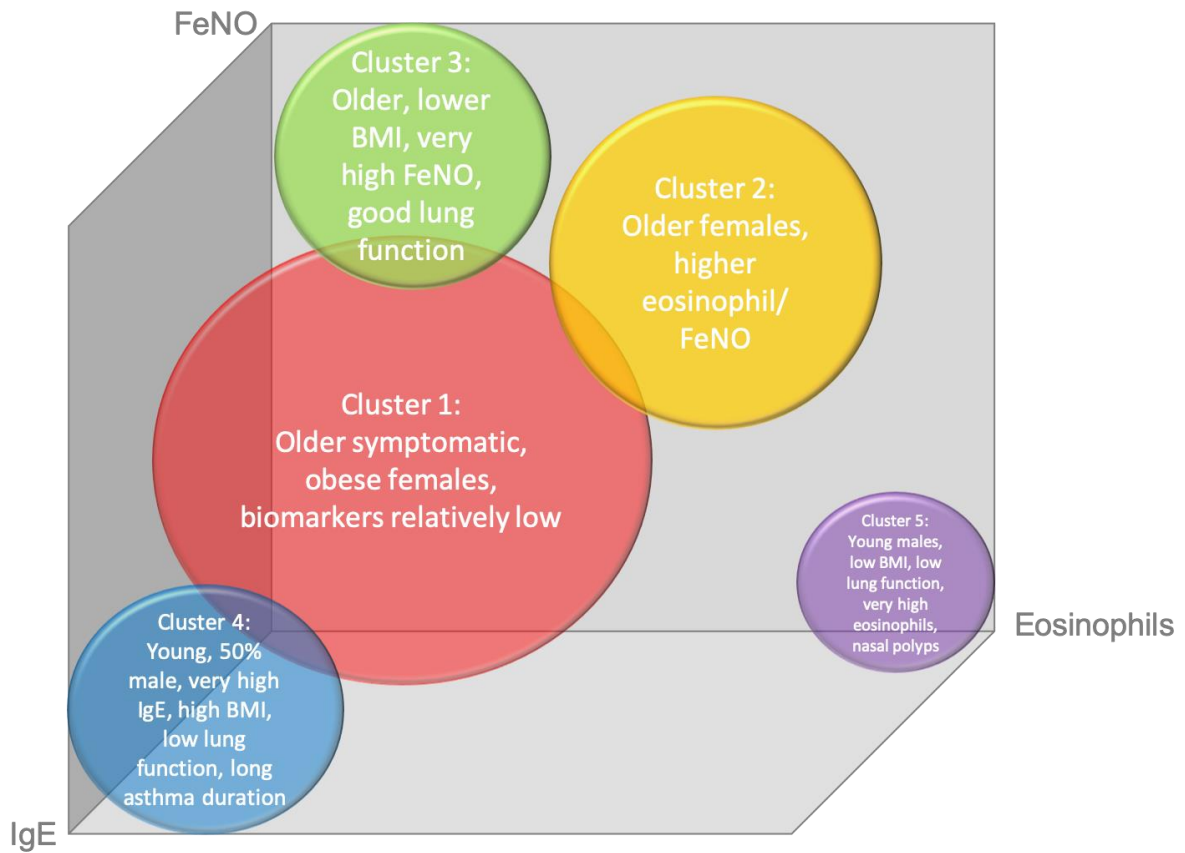 FeNO
Cluster 3:
Older, lower
BMI, very
high FeNO,
good lung
function
Cluster 2:
Older females,
higher
eosinophil/
FeNO
Cluster 1:
Older symptomatic,
obese females,
biomarkers relatively low
Cluster 5:
Young males,
low BMI, low
lung function,
very high
eosinophils,
nasal polyps
Eosinophils
Cluster 4:
Young, 50%
male, very high
IgE, high BMI,
low lung
function, long
asthma duration
IgE